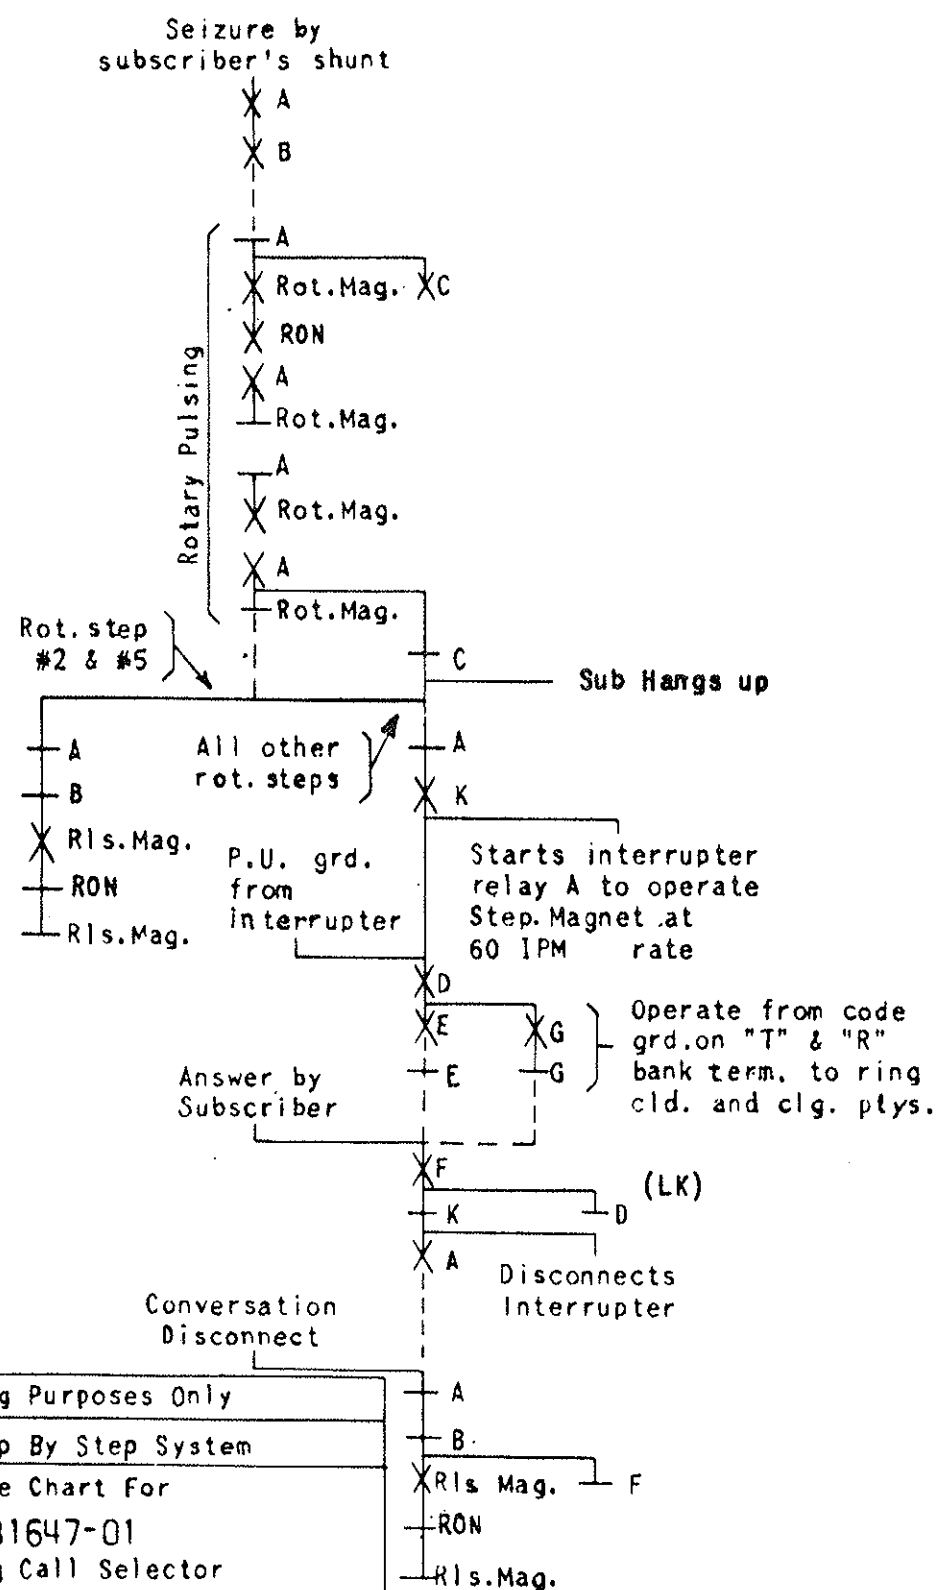 Seizure by
subscriber's shunt
A
B
A
Rot.Mag. C
RON
A
Rot.Mag.
A
Rot.Mag.
A
Rot.Mag.
Rotary Pulsing
C
Rot.step
#2 & #5
Sub Hangs up
All other
rot.steps
A
K
A
B
Rls.Mag.
RON
Rls.Mag.
P.U. grd.
from
interrupter
Starts interrupter
relay A to operate
Step.Magnet at
60 IPM rate
D
E
G
E
G
Operate from code
grd.on "T" & "R"
bank term. to ring
cld. and clg. ptys.
Answer by
Subscriber
F
(LK)
K
D
A
Disconnects
Interrupter
Conversation
Disconnect
A
B
F
Rls Mag.
RON
Rls.Mag.
g Purposes Only
p By Step System
e Chart For
1647-01
g Call Selector